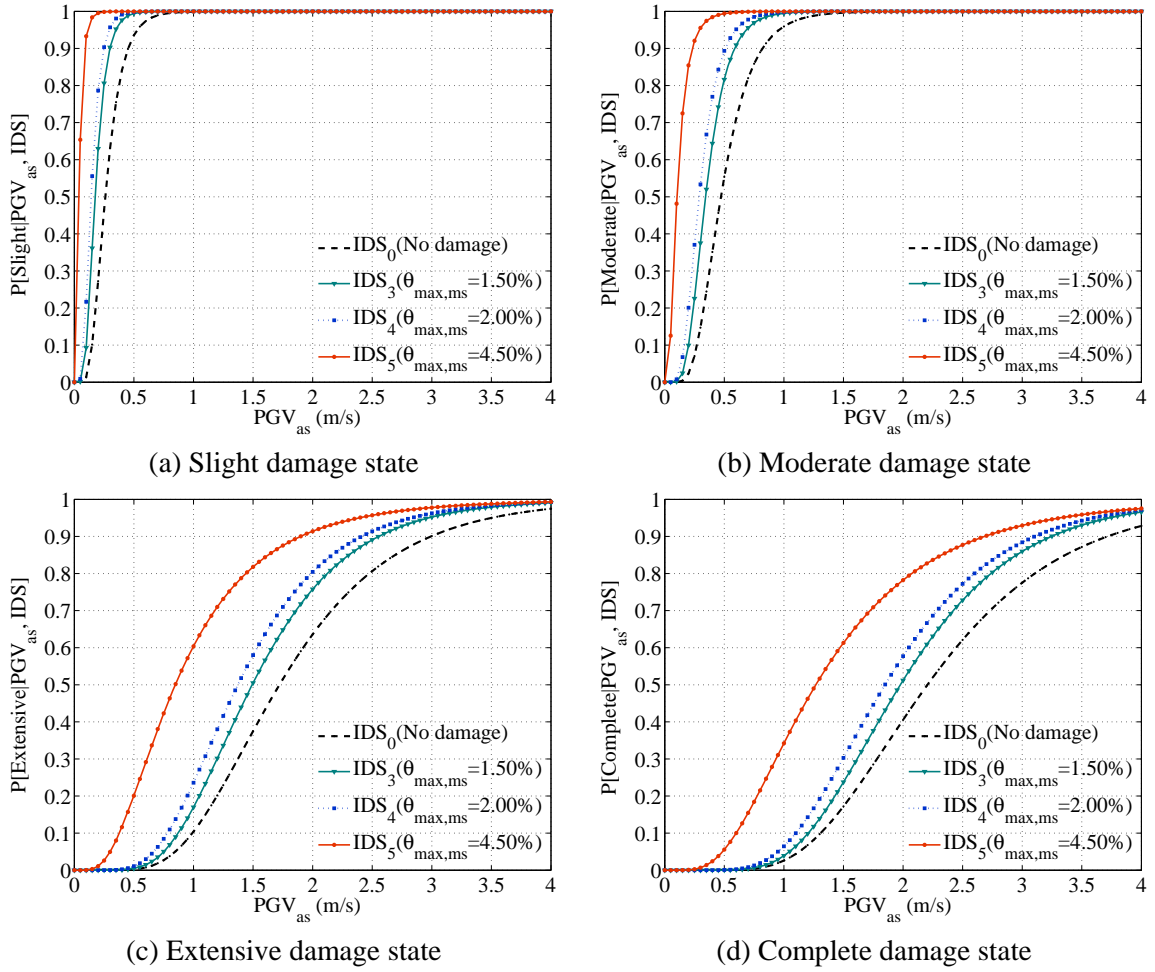 1
0.9
0.8
0.7
0.6
0.5
0.4
0.3
0.2
0.1
0
P[Slight|PGV_as, IDS]
IDS_0(No damage)
IDS_3(θ_max,ms=1.50%)
IDS_4(θ_max,ms=2.00%)
IDS_5(θ_max,ms=4.50%)
0 0.5 1 1.5 2 2.5 3 3.5 4
PGV_as (m/s)
(a) Slight damage state
1
0.9
0.8
0.7
0.6
0.5
0.4
0.3
0.2
0.1
0
P[Moderate|PGV_as, IDS]
IDS_0(No damage)
IDS_3(θ_max,ms=1.50%)
IDS_4(θ_max,ms=2.00%)
IDS_5(θ_max,ms=4.50%)
0 0.5 1 1.5 2 2.5 3 3.5 4
PGV_as (m/s)
(b) Moderate damage state
1
0.9
0.8
0.7
0.6
0.5
0.4
0.3
0.2
0.1
0
P[Extensive|PGV_as, IDS]
IDS_0(No damage)
IDS_3(θ_max,ms=1.50%)
IDS_4(θ_max,ms=2.00%)
IDS_5(θ_max,ms=4.50%)
0 0.5 1 1.5 2 2.5 3 3.5 4
PGV_as (m/s)
(c) Extensive damage state
1
0.9
0.8
0.7
0.6
0.5
0.4
0.3
0.2
0.1
0
P[Complete|PGV_as, IDS]
IDS_0(No damage)
IDS_3(θ_max,ms=1.50%)
IDS_4(θ_max,ms=2.00%)
IDS_5(θ_max,ms=4.50%)
0 0.5 1 1.5 2 2.5 3 3.5 4
PGV_as (m/s)
(d) Complete damage state